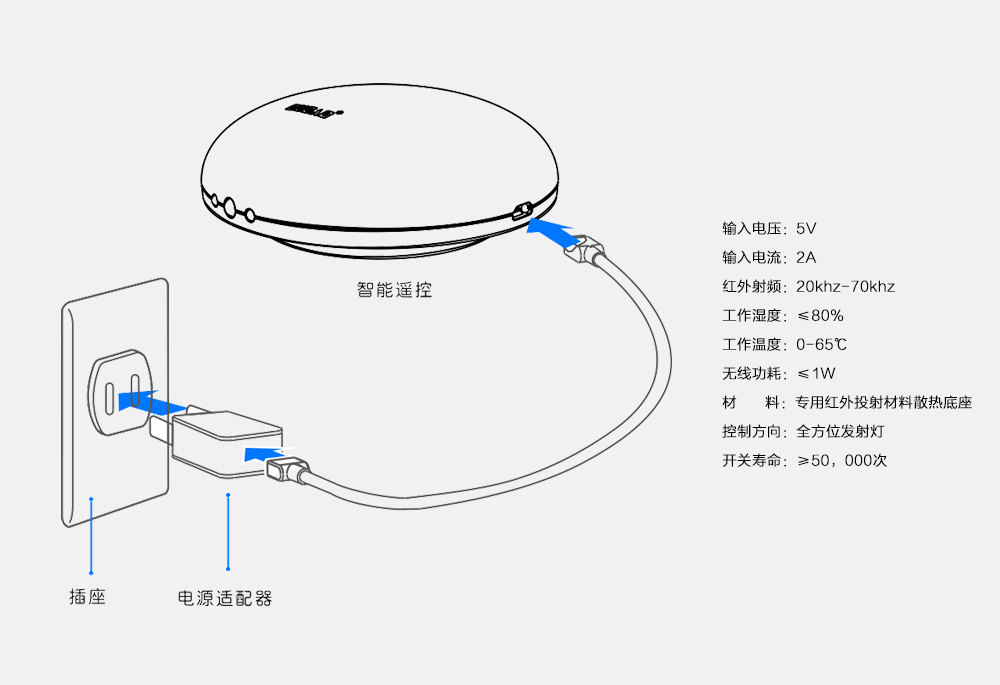 智能遥控
输入电压：5V
输入电流：2A
红外射频：20khz-70khz
工作湿度：≤80%
工作温度：0-65℃
无线功耗：≤1W
材　　料：专用红外投射材料散热底座
控制方向：全方位发射灯
开关寿命：≥50，000次
插座
电源适配器